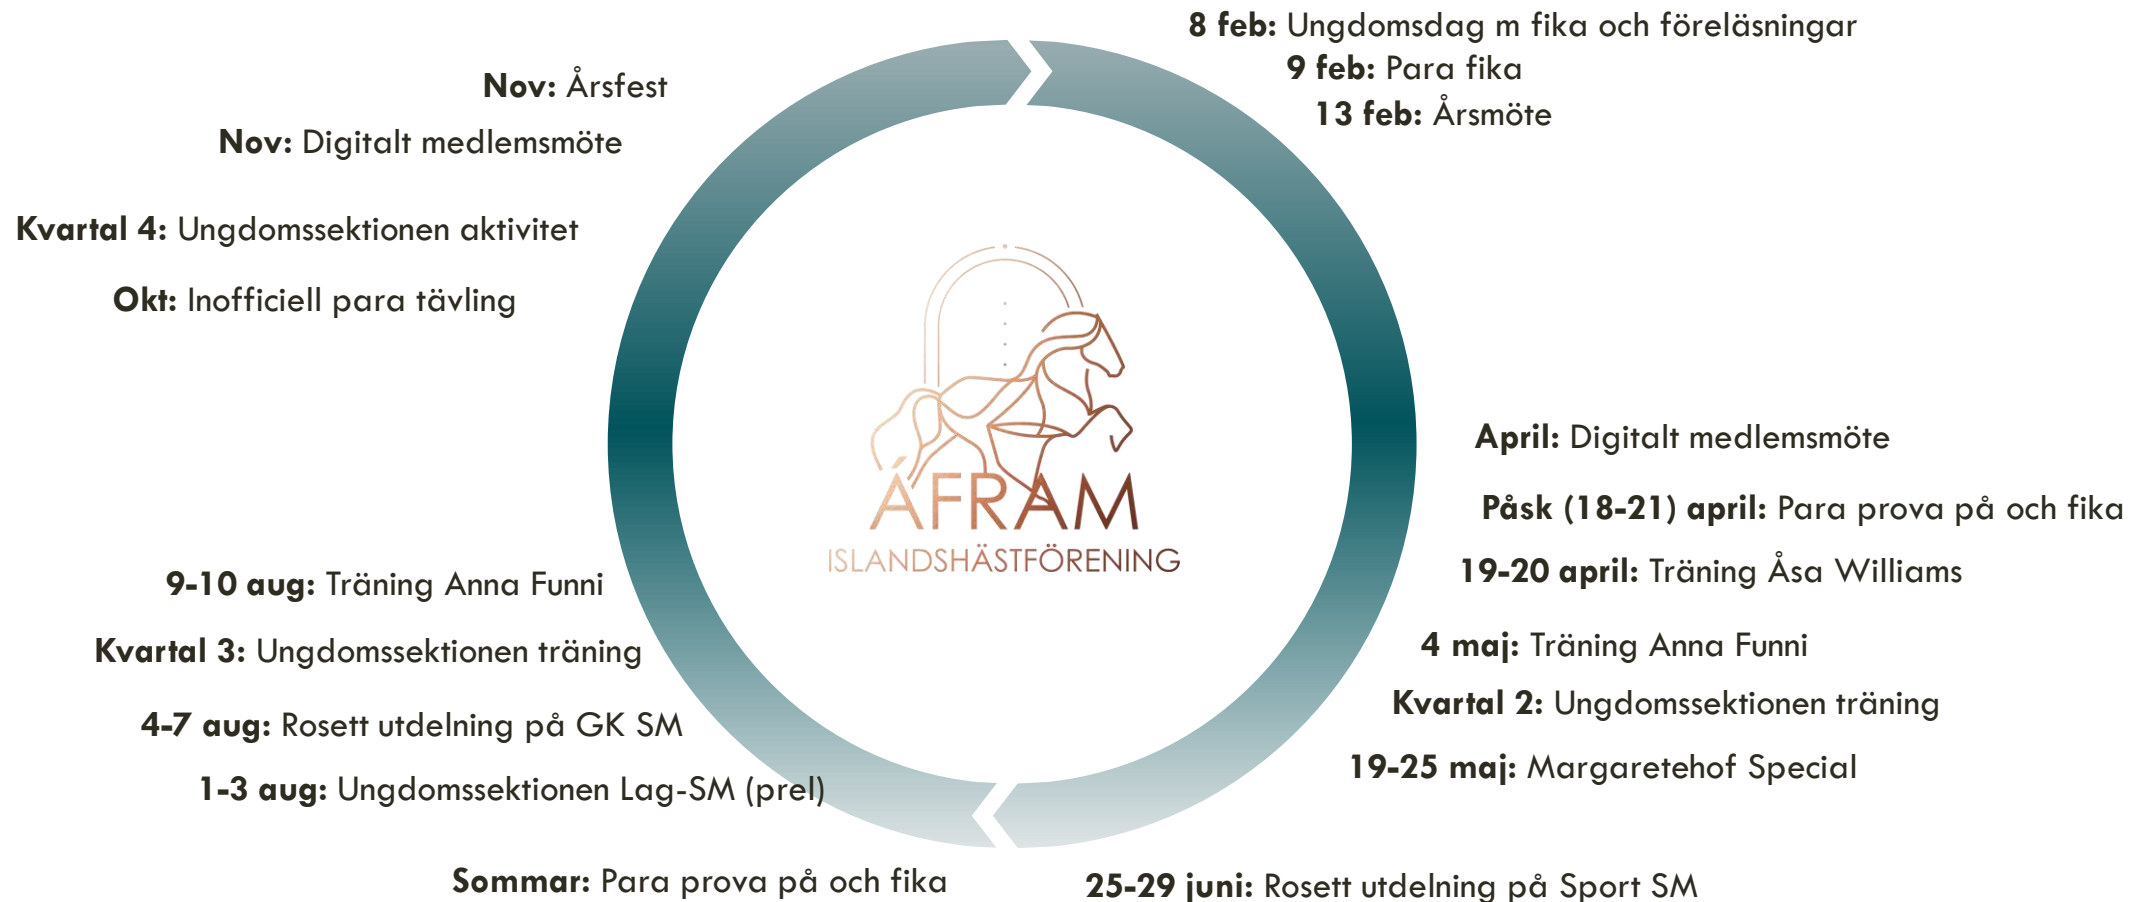 8 feb: Ungdomsdag m fika och föreläsningar
9 feb: Para fika
13 feb: Årsmöte
April: Digitalt medlemsmöte
Påsk (18-21) april: Para prova på och fika
19-20 april: Träning Åsa Williams
4 maj: Träning Anna Funni
Kvartal 2: Ungdomssektionen träning
19-25 maj: Margaretehof Special
25-29 juni: Rosett utdelning på Sport SM
Sommar: Para prova på och fika
1-3 aug: Ungdomssektionen Lag-SM (prel)
4-7 aug: Rosett utdelning på GK SM
Kvartal 3: Ungdomssektionen träning
9-10 aug: Träning Anna Funni
Okt: Inofficiell para tävling
Kvartal 4: Ungdomssektionen aktivitet
Nov: Digitalt medlemsmöte
Nov: Årsfest
ÁFRAM
ISLANDSHÄSTFÖRENING